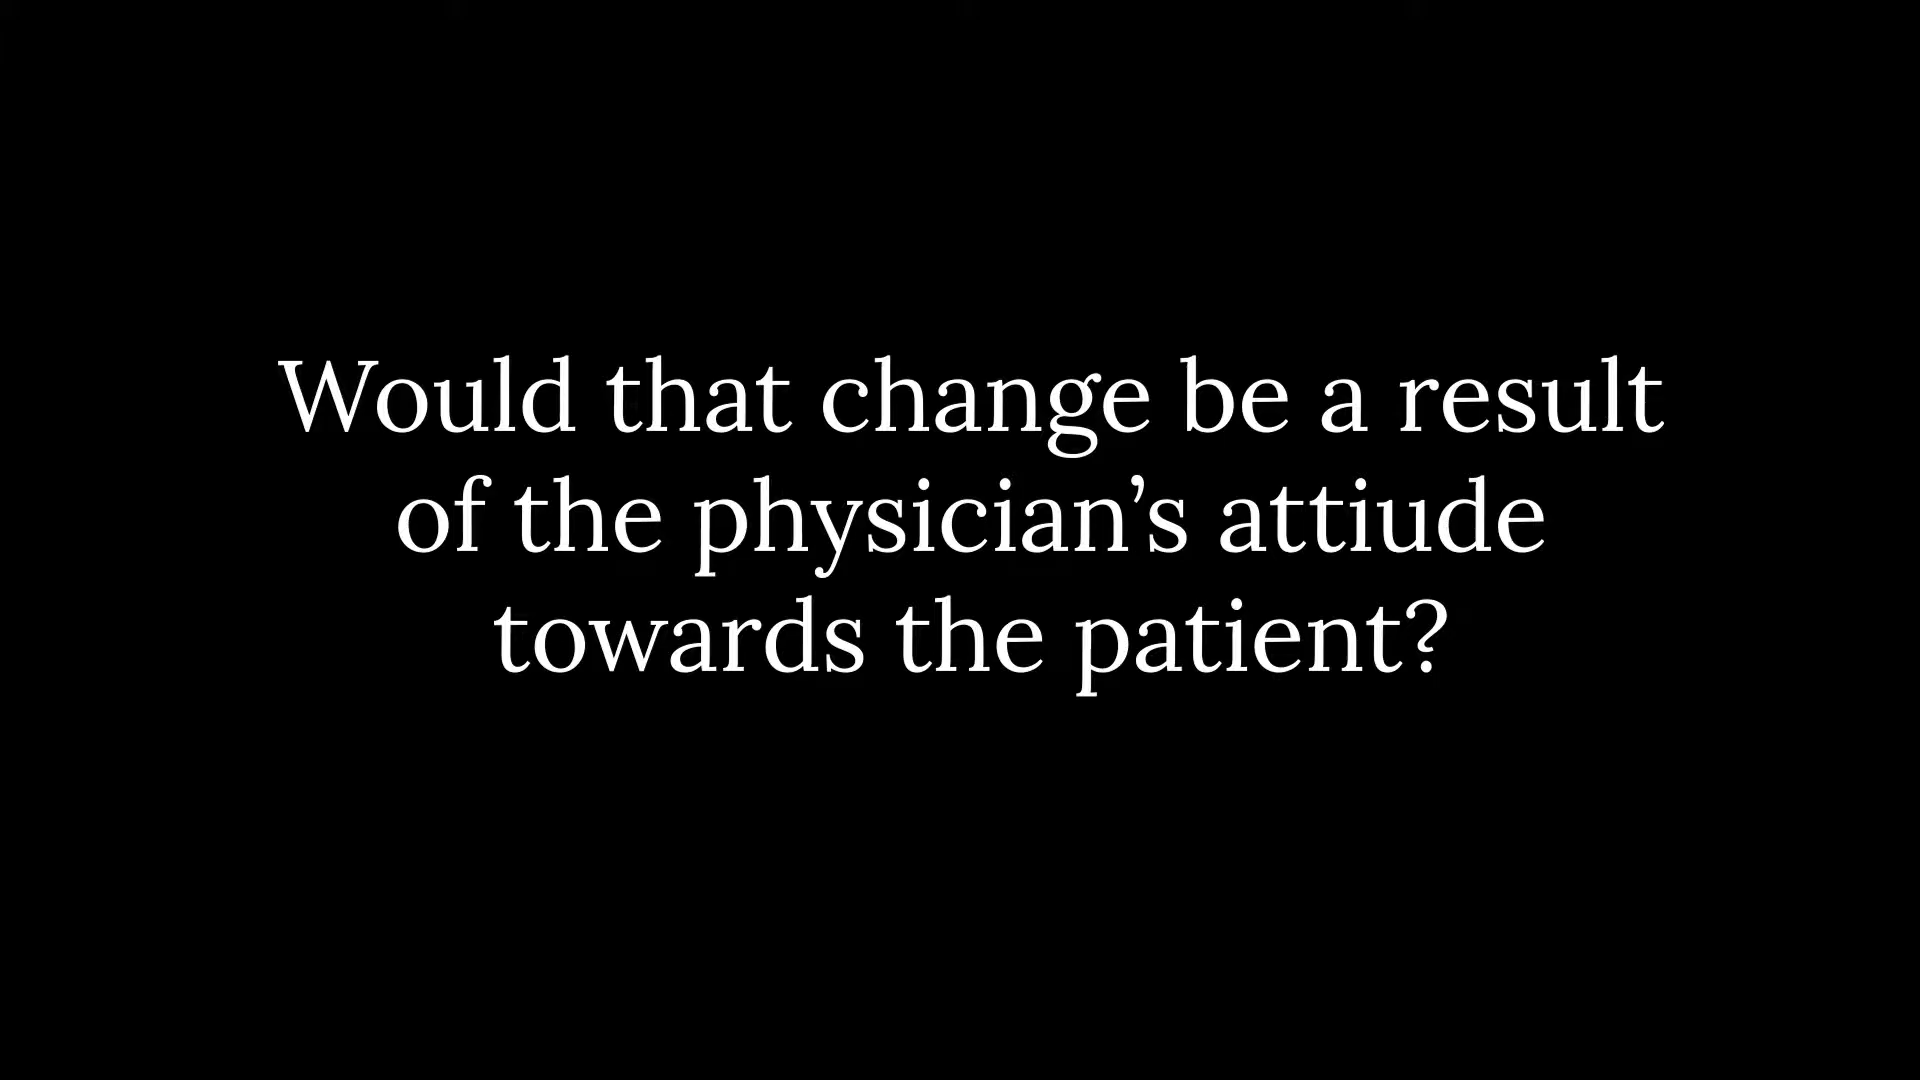 Would that change be a result
of the physician’s attiude
towards the patient?